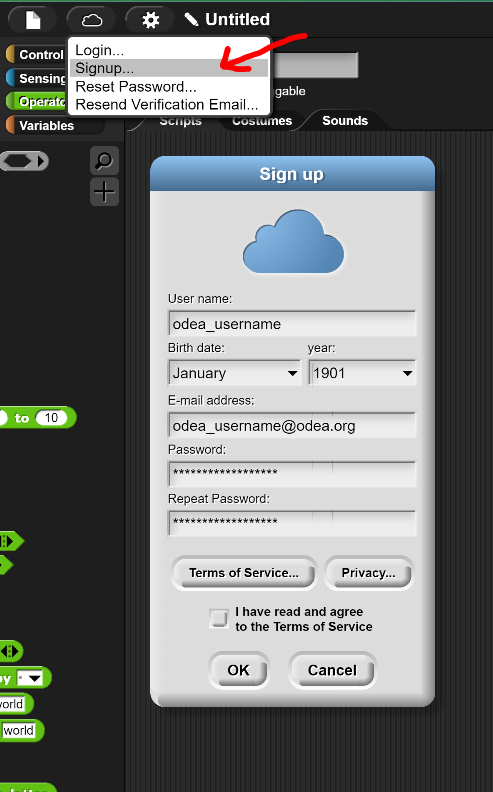 Untitled
Login...
Signup...
Reset Password...
Resend Verification Email...
Control
Sensing
Variables
Scripts
Costumes
Sounds
to 10
world
world
Sign up
User name:
odea_username
Birth date:
year:
January
1901
E-mail address:
odea_username@odea.org
Password:
******************
Repeat Password:
******************
Terms of Service...
Privacy...
I have read and agree
to the Terms of Service
OK
Cancel